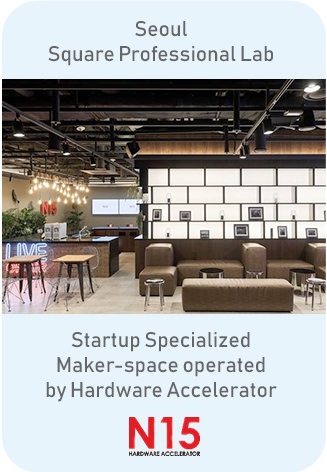 Seoul
Square Professional Lab
N15
LIVE
Startup Specialized
Maker-space operated
by Hardware Accelerator
N15
HARDWARE ACCELERATOR